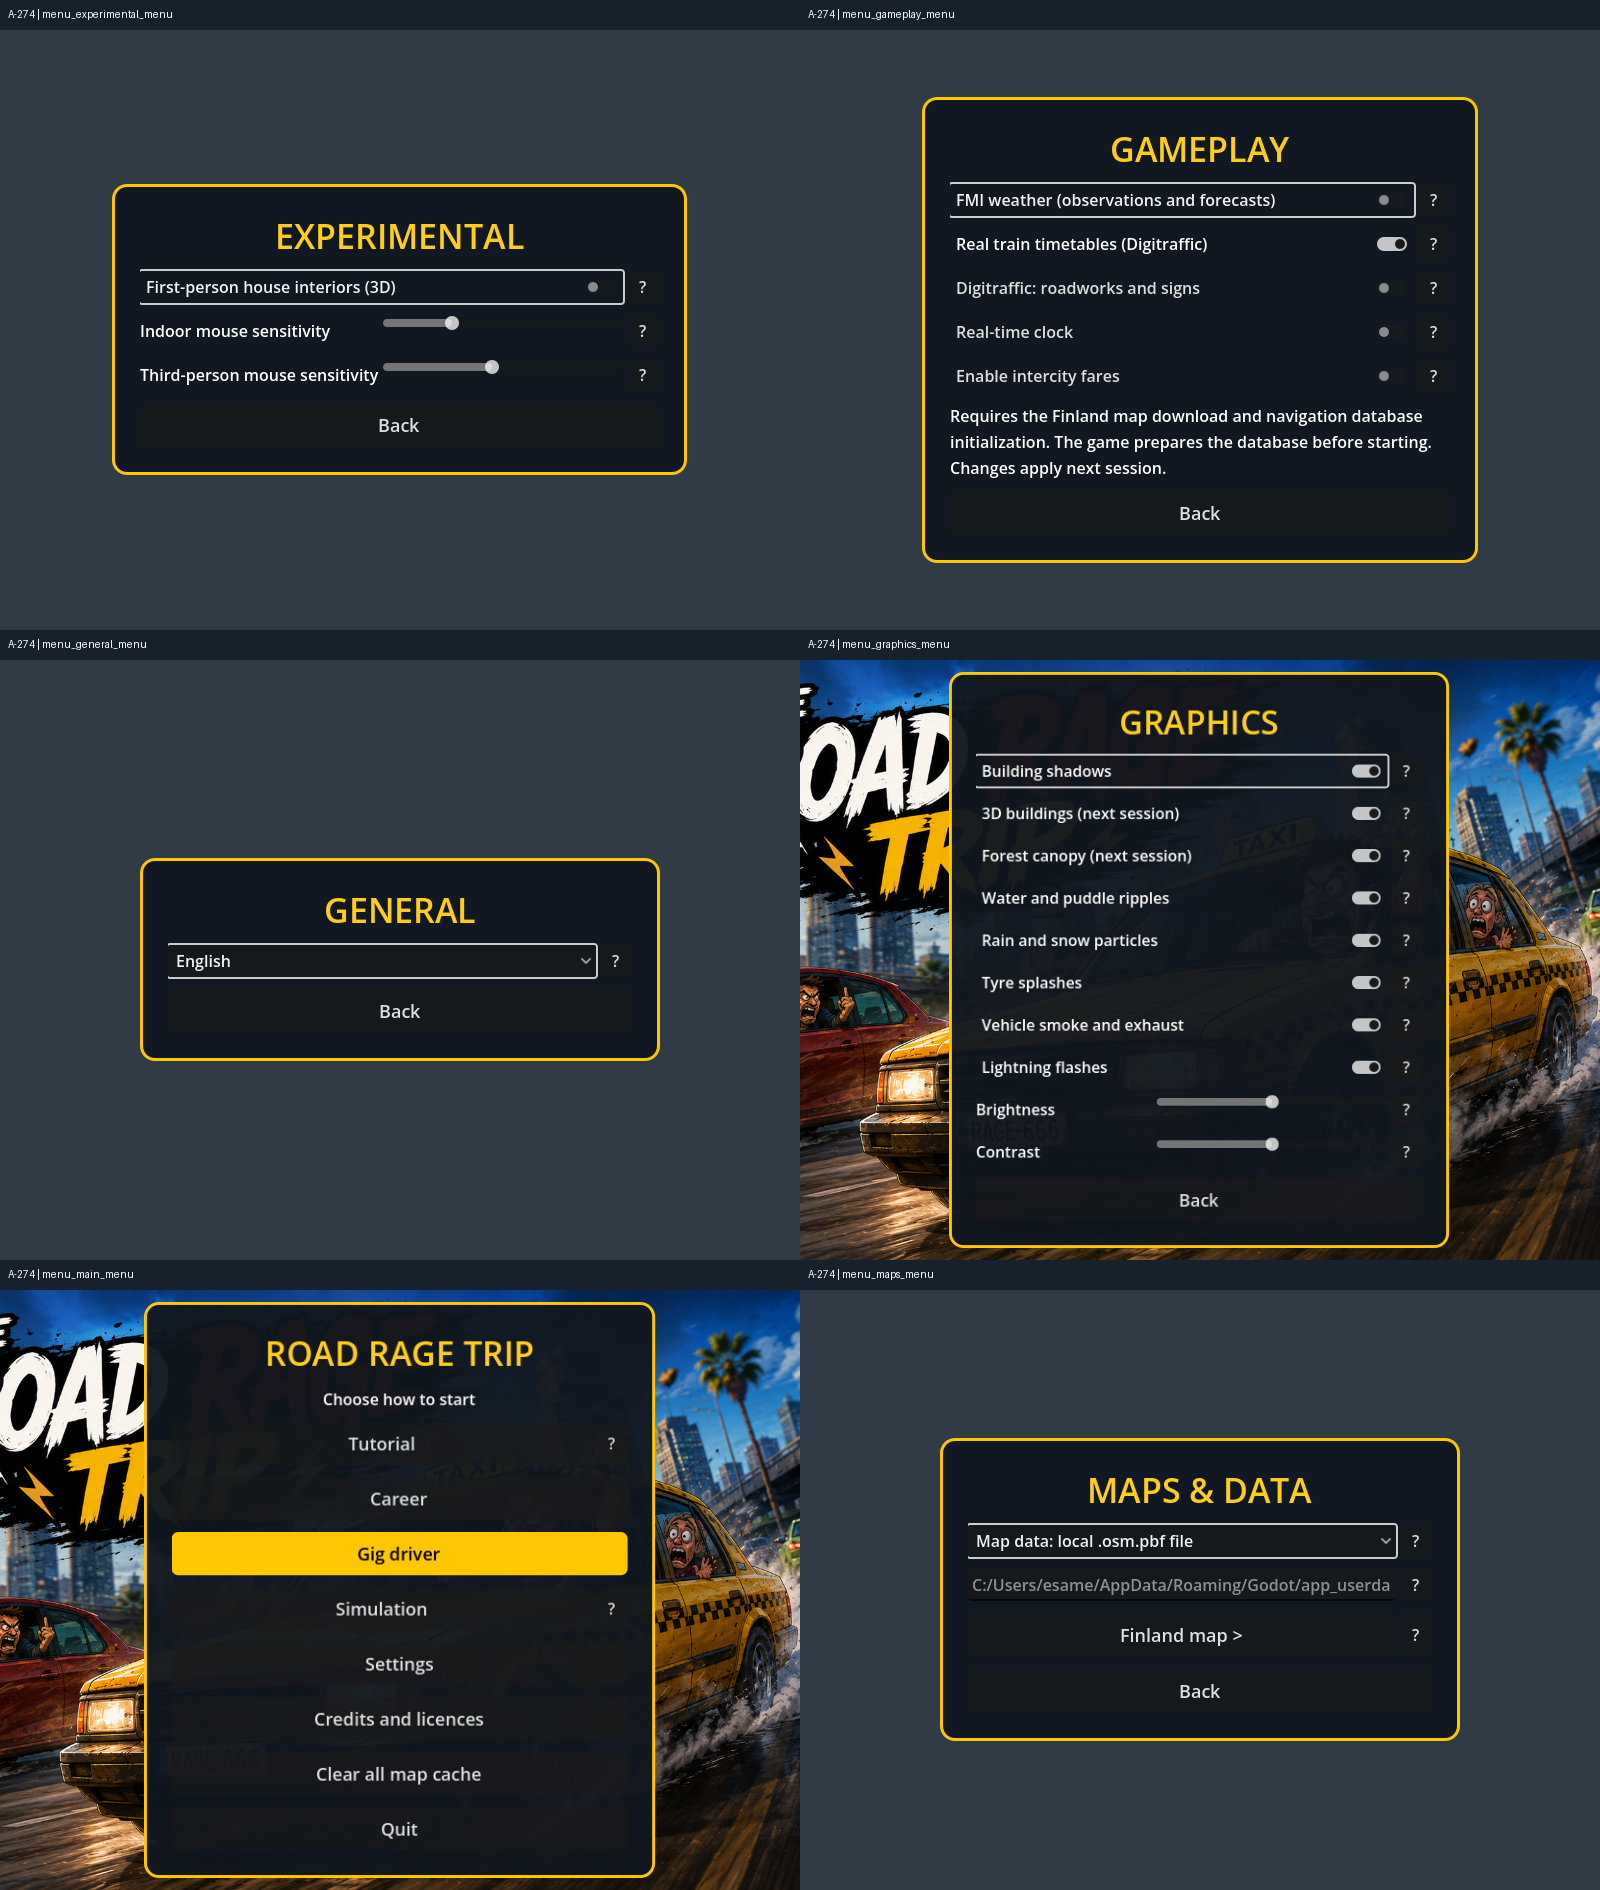 A-274 | menu_experimental_menu
EXPERIMENTAL
First-person house interiors (3D)
?
Indoor mouse sensitivity
?
Third-person mouse sensitivity
?
Back
A-274 | menu_gameplay_menu
GAMEPLAY
FMI weather (observations and forecasts)
?
Real train timetables (Digitraffic)
?
Digitraffic: roadworks and signs
?
Real-time clock
?
Enable intercity fares
?
Requires the Finland map download and navigation database
initialization. The game prepares the database before starting.
Changes apply next session.
Back
A-274 | menu_general_menu
GENERAL
English
?
Back
A-274 | menu_graphics_menu
OAD
TRIP
TAXI
RAGE-666
GRAPHICS
Building shadows
?
3D buildings (next session)
?
Forest canopy (next session)
?
Water and puddle ripples
?
Rain and snow particles
?
Tyre splashes
?
Vehicle smoke and exhaust
?
Lightning flashes
?
Brightness
?
Contrast
?
Back
A-274 | menu_main_menu
OAD
TRIP
ROAD RAGE TRIP
Choose how to start
Tutorial
?
Career
Gig driver
Simulation
?
Settings
Credits and licences
Clear all map cache
Quit
A-274 | menu_maps_menu
MAPS & DATA
Map data: local .osm.pbf file
?
C:/Users/esame/AppData/Roaming/Godot/app_userda
?
Finland map >
?
Back